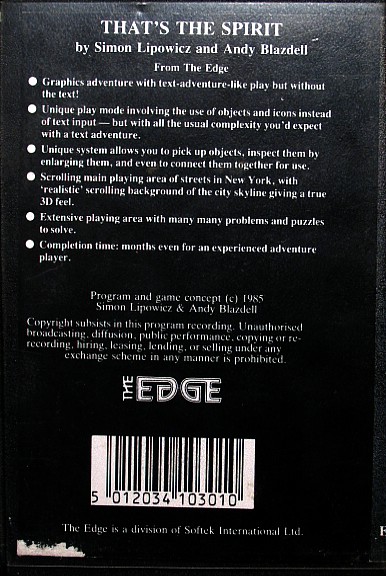 THAT'S THE SPIRIT
by Simon Lipowicz and Andy Blazdell
From The Edge
● Graphics adventure with text-adventure-like play but without
the text!
● Unique play mode involving the use of objects and icons instead
of text input — but with all the usual complexity you'd expect
with a text adventure.
● Unique system allows you to pick up objects, inspect them by
enlarging them, and even to connect them together for use.
● Scrolling main playing area of streets in New York, with
'realistic' scrolling background of the city skyline giving a true
3D feel.
● Extensive playing area with many many problems and puzzles
to solve.
● Completion time: months even for an experienced adventure
player.
Program and game concept (c) 1985
Simon Lipowicz & Andy Blazdell
Copyright subsists in this program recording. Unauthorised
broadcasting, diffusion, public performance, copying or re-
recording, hiring, leasing, lending, or selling under any
exchange scheme in any manner is prohibited.
THE EDGE
5 012034 103010
The Edge is a division of Softek International Ltd.
E